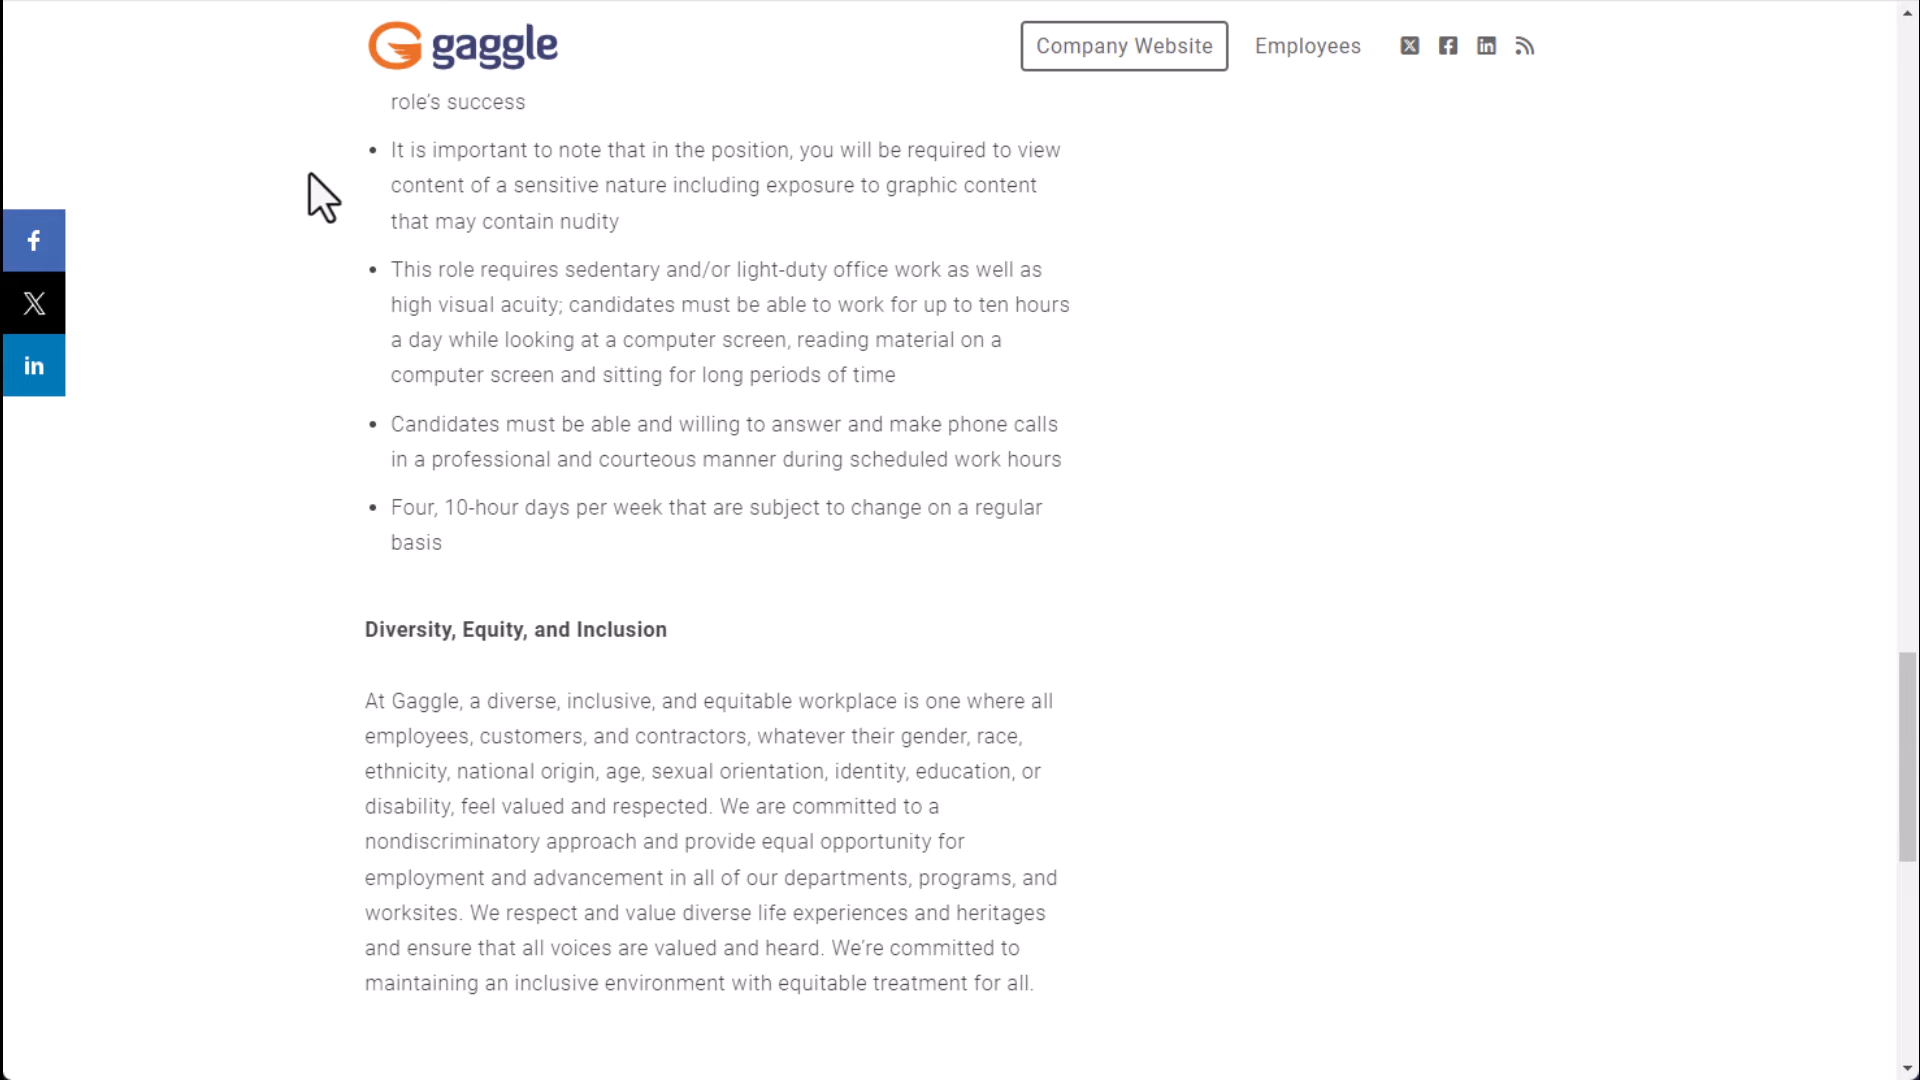 gaggle
Company Website
Employees
role's success
• It is important to note that in the position, you will be required to view
content of a sensitive nature including exposure to graphic content
that may contain nudity
• This role requires sedentary and/or light-duty office work as well as
high visual acuity; candidates must be able to work for up to ten hours
a day while looking at a computer screen, reading material on a
computer screen and sitting for long periods of time
• Candidates must be able and willing to answer and make phone calls
in a professional and courteous manner during scheduled work hours
• Four, 10-hour days per week that are subject to change on a regular
basis
Diversity, Equity, and Inclusion
At Gaggle, a diverse, inclusive, and equitable workplace is one where all
employees, customers, and contractors, whatever their gender, race,
ethnicity, national origin, age, sexual orientation, identity, education, or
disability, feel valued and respected. We are committed to a
nondiscriminatory approach and provide equal opportunity for
employment and advancement in all of our departments, programs, and
worksites. We respect and value diverse life experiences and heritages
and ensure that all voices are valued and heard. We’re committed to
maintaining an inclusive environment with equitable treatment for all.